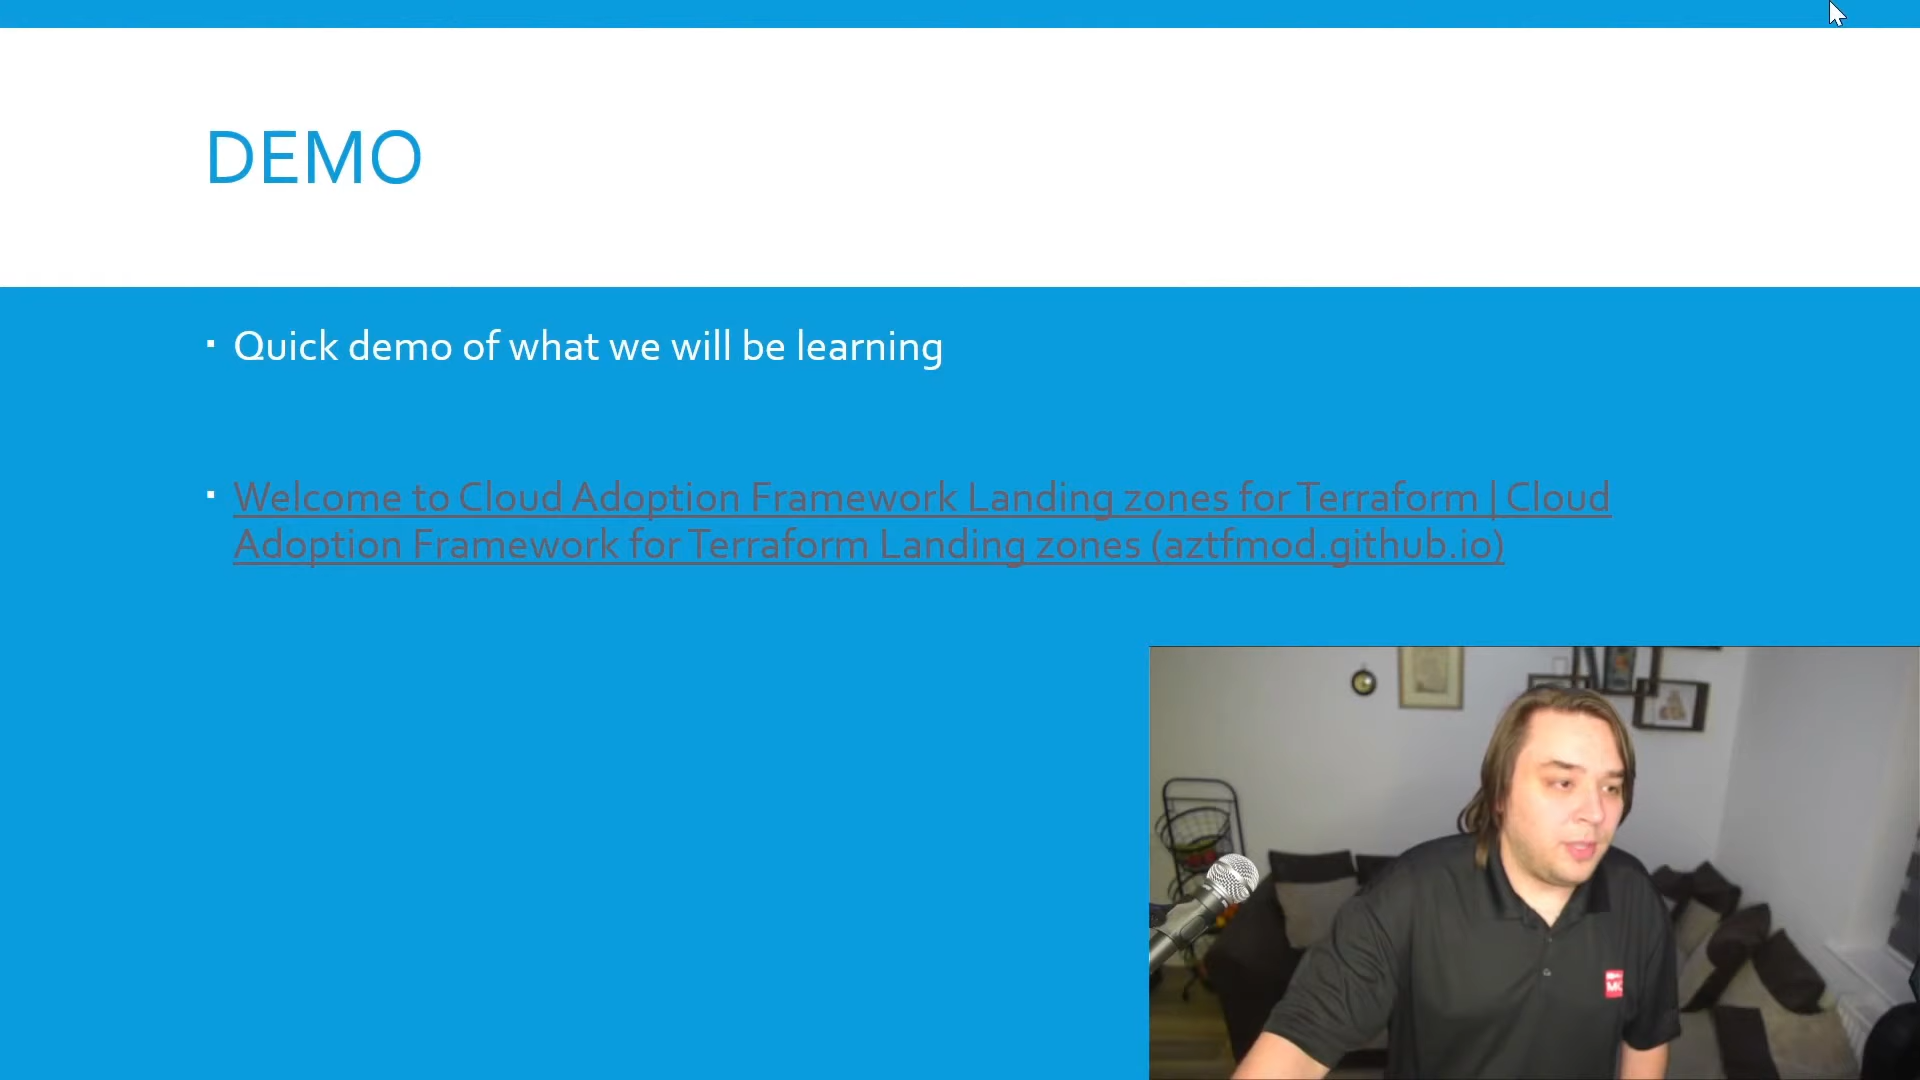 DEMO
Quick demo of what we will be learning
Welcome to Cloud Adoption Framework Landing zones for Terraform | Cloud
Adoption Framework for Terraform Landing zones (aztfmod.github.io)